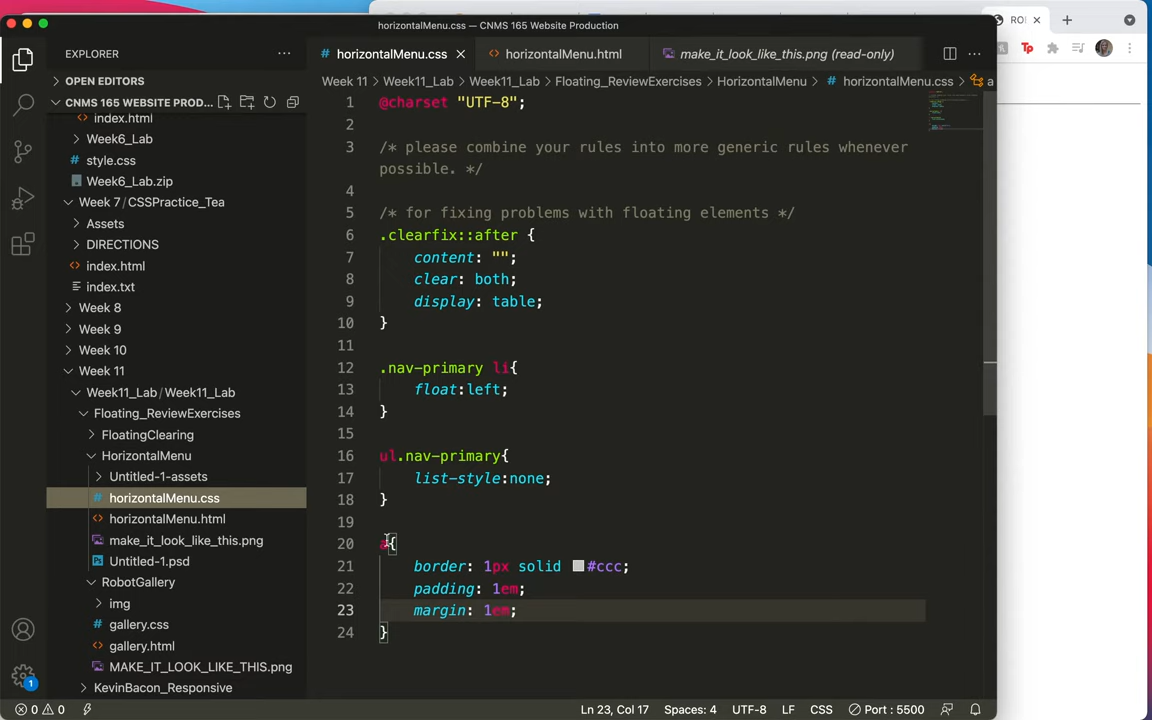 horizontalMenu.css — CNMS 165 Website Production
EXPLORER
OPEN EDITORS
CNMS 165 WEBSITE PROD...
index.html
Week6_Lab
style.css
Week6_Lab.zip
Week 7 / CSSPractice_Tea
Assets
DIRECTIONS
index.html
index.txt
Week 8
Week 9
Week 10
Week 11
Week11_Lab / Week11_Lab
Floating_ReviewExercises
FloatingClearing
HorizontalMenu
Untitled-1-assets
horizontalMenu.css
horizontalMenu.html
make_it_look_like_this.png
Untitled-1.psd
RobotGallery
img
gallery.css
gallery.html
MAKE_IT_LOOK_LIKE_THIS.png
KevinBacon_Responsive
horizontalMenu.css
horizontalMenu.html
make_it_look_like_this.png (read-only)
Week 11 > Week11_Lab > Week11_Lab > Floating_ReviewExercises > HorizontalMenu > # horizontalMenu.css > a
1 @charset "UTF-8";
2
3 /* please combine your rules into more generic rules whenever
possible. */
4
5 /* for fixing problems with floating elements */
6 .clearfix::after {
7 content: "";
8 clear: both;
9 display: table;
10 }
11
12 .nav-primary li{
13 float:left;
14 }
15
16 ul.nav-primary{
17 list-style:none;
18 }
19
20 a{
21 border: 1px solid #ccc;
22 padding: 1em;
23 margin: 1em;
24 }
0 0
Ln 23, Col 17
Spaces: 4
UTF-8
LF
CSS
Port : 5500
1
Tp